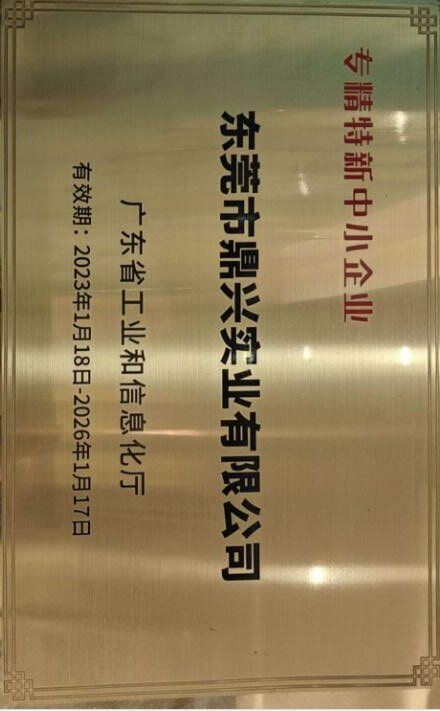 专精特新中小企业
东莞市鼎兴实业有限公司
广东省工业和信息化厅
有效期：2023年1月18日-2026年1月17日